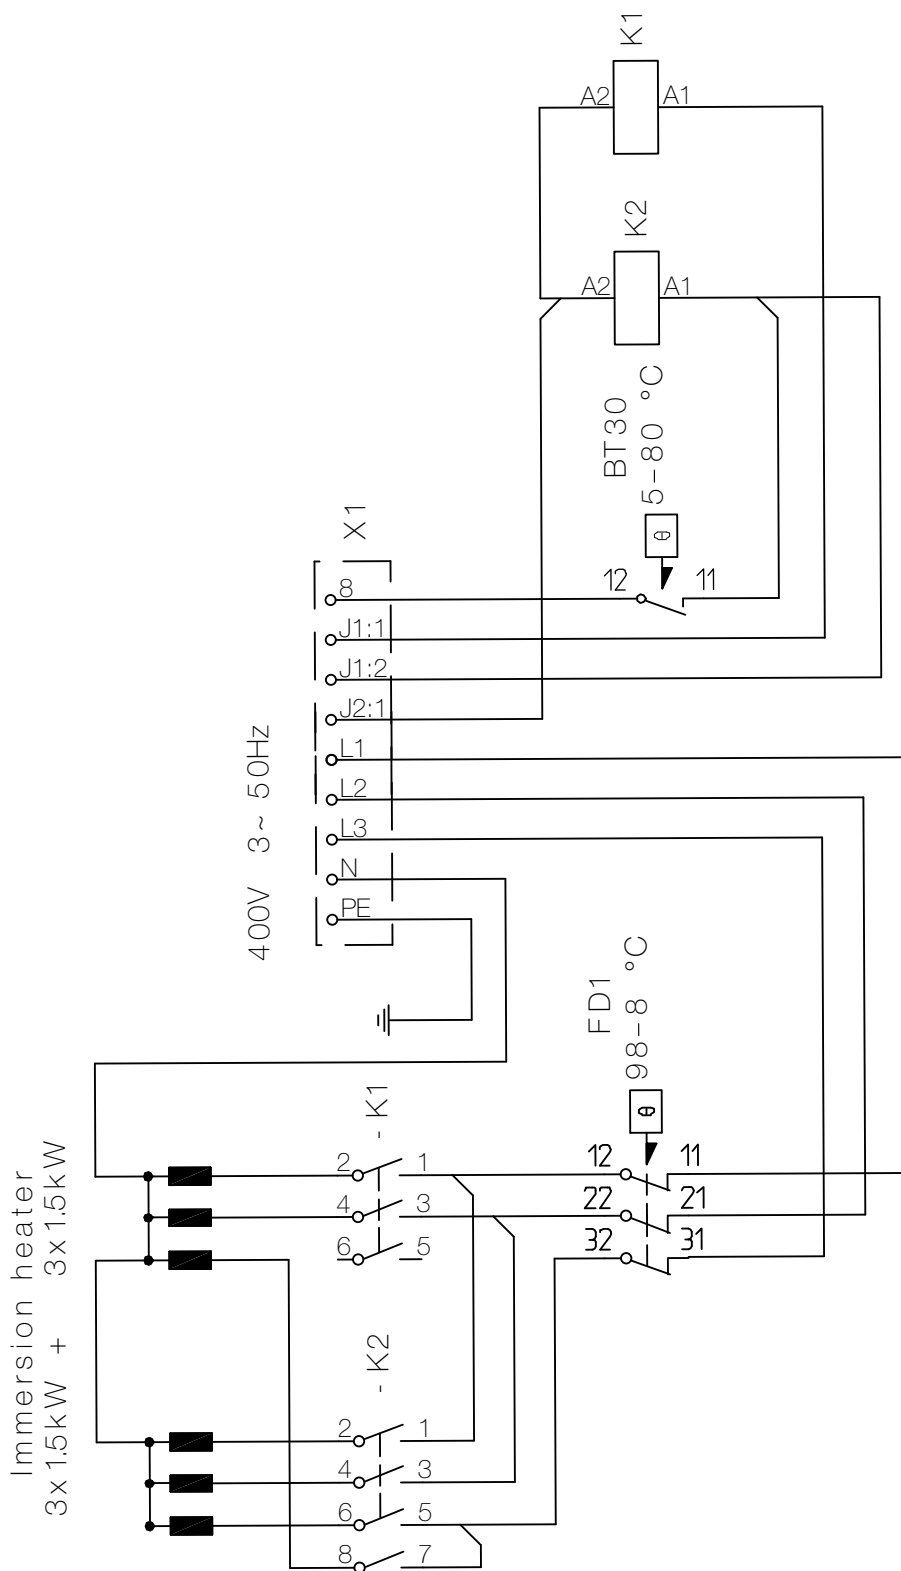 K1
A2
A1
K2
A2
A1
BT30
5-80 °C
θ
12
11
X1
8
J1:1
J1:2
J2:1
L1
L2
L3
N
PE
400V 3~ 50Hz
FD1
98-8 °C
θ
12
11
22
21
32
31
- K1
2
1
4
3
6
5
Immersion heater
3x1.5kW + 3x1.5kW
- K2
2
1
4
3
6
5
8
7